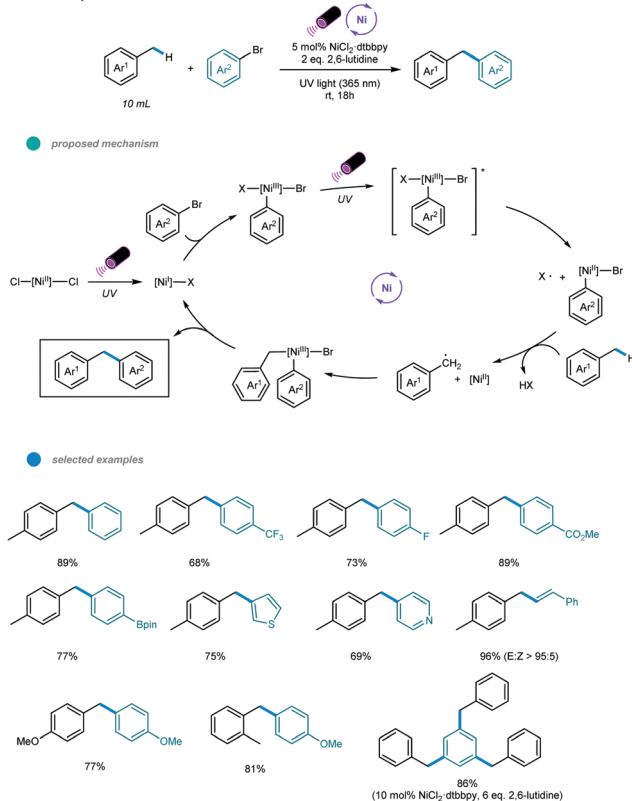 Ni
5 mol% NiCl2·dtbbpy
2 eq. 2,6-lutidine
UV light (365 nm)
rt, 18h
Ar1
H
10 mL
+
Ar2
Br
Ar1
Ar2
proposed mechanism
Cl—[NiII]—Cl
UV
[NiI]—X
Ar2
Br
X—[NiIII]—Br
Ar2
UV
X—[NiIII]—Br
Ar2
*
X· +
[NiII]—Br
Ar2
Ni
Ar1
H
HX
ĊH2
Ar1
+ [NiII]
[NiIII]—Br
Ar1
Ar2
Ar1
Ar2
selected examples
89%
CF3
68%
F
73%
CO2Me
89%
Bpin
77%
S
75%
N
69%
Ph
96% (E:Z > 95:5)
MeO
OMe
77%
OMe
81%
86%
(10 mol% NiCl2·dtbbpy, 6 eq. 2,6-lutidine)